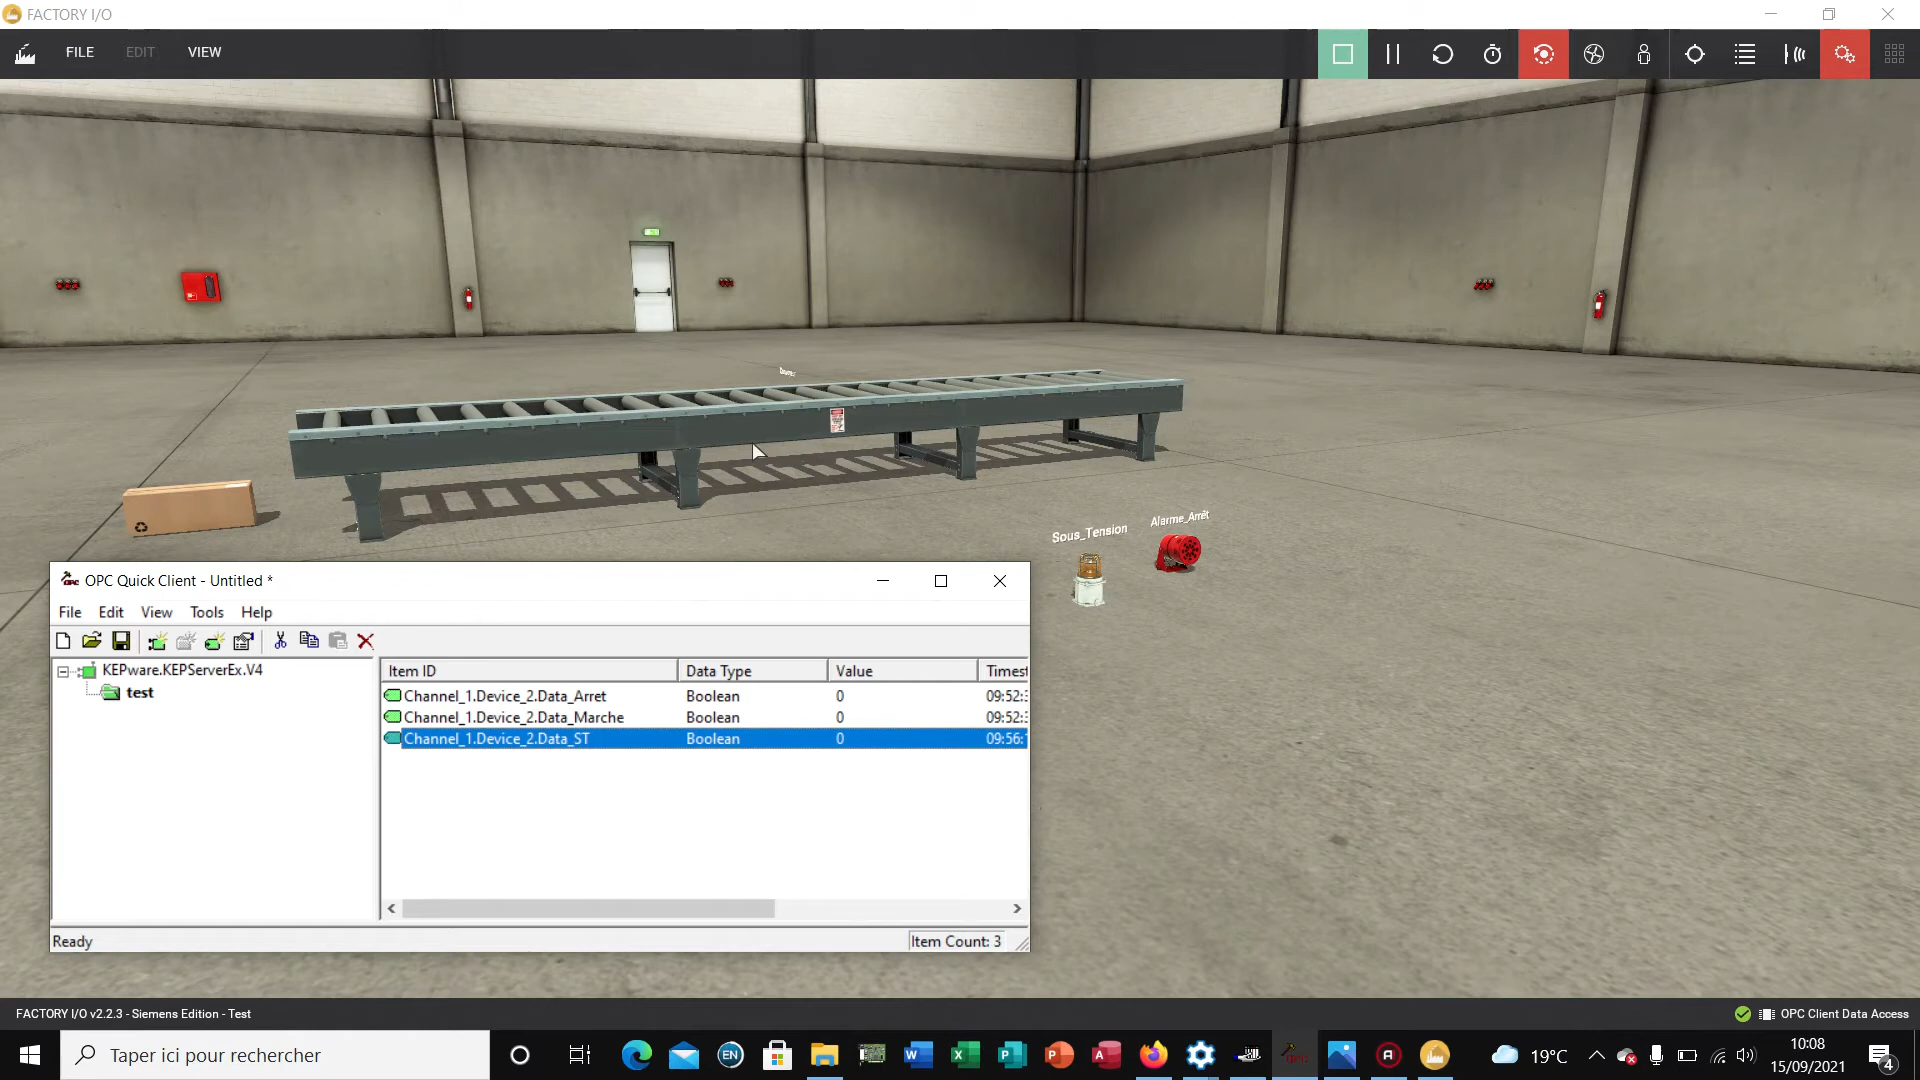 FACTORY I/O
FILE EDIT VIEW
Sous_Tension
Alarme_Arrêt
OPC Quick Client - Untitled *
File Edit View Tools Help
KEPware.KEPServerEx.V4
test
Item ID Data Type Value Timest
Channel_1.Device_2.Data_Arret Boolean 0 09:52:
Channel_1.Device_2.Data_Marche Boolean 0 09:52:
Channel_1.Device_2.Data_ST Boolean 0 09:56:
Ready Item Count: 3
FACTORY I/O v2.2.3 - Siemens Edition - Test OPC Client Data Access
Taper ici pour rechercher
EN
19°C
10:08
15/09/2021
4